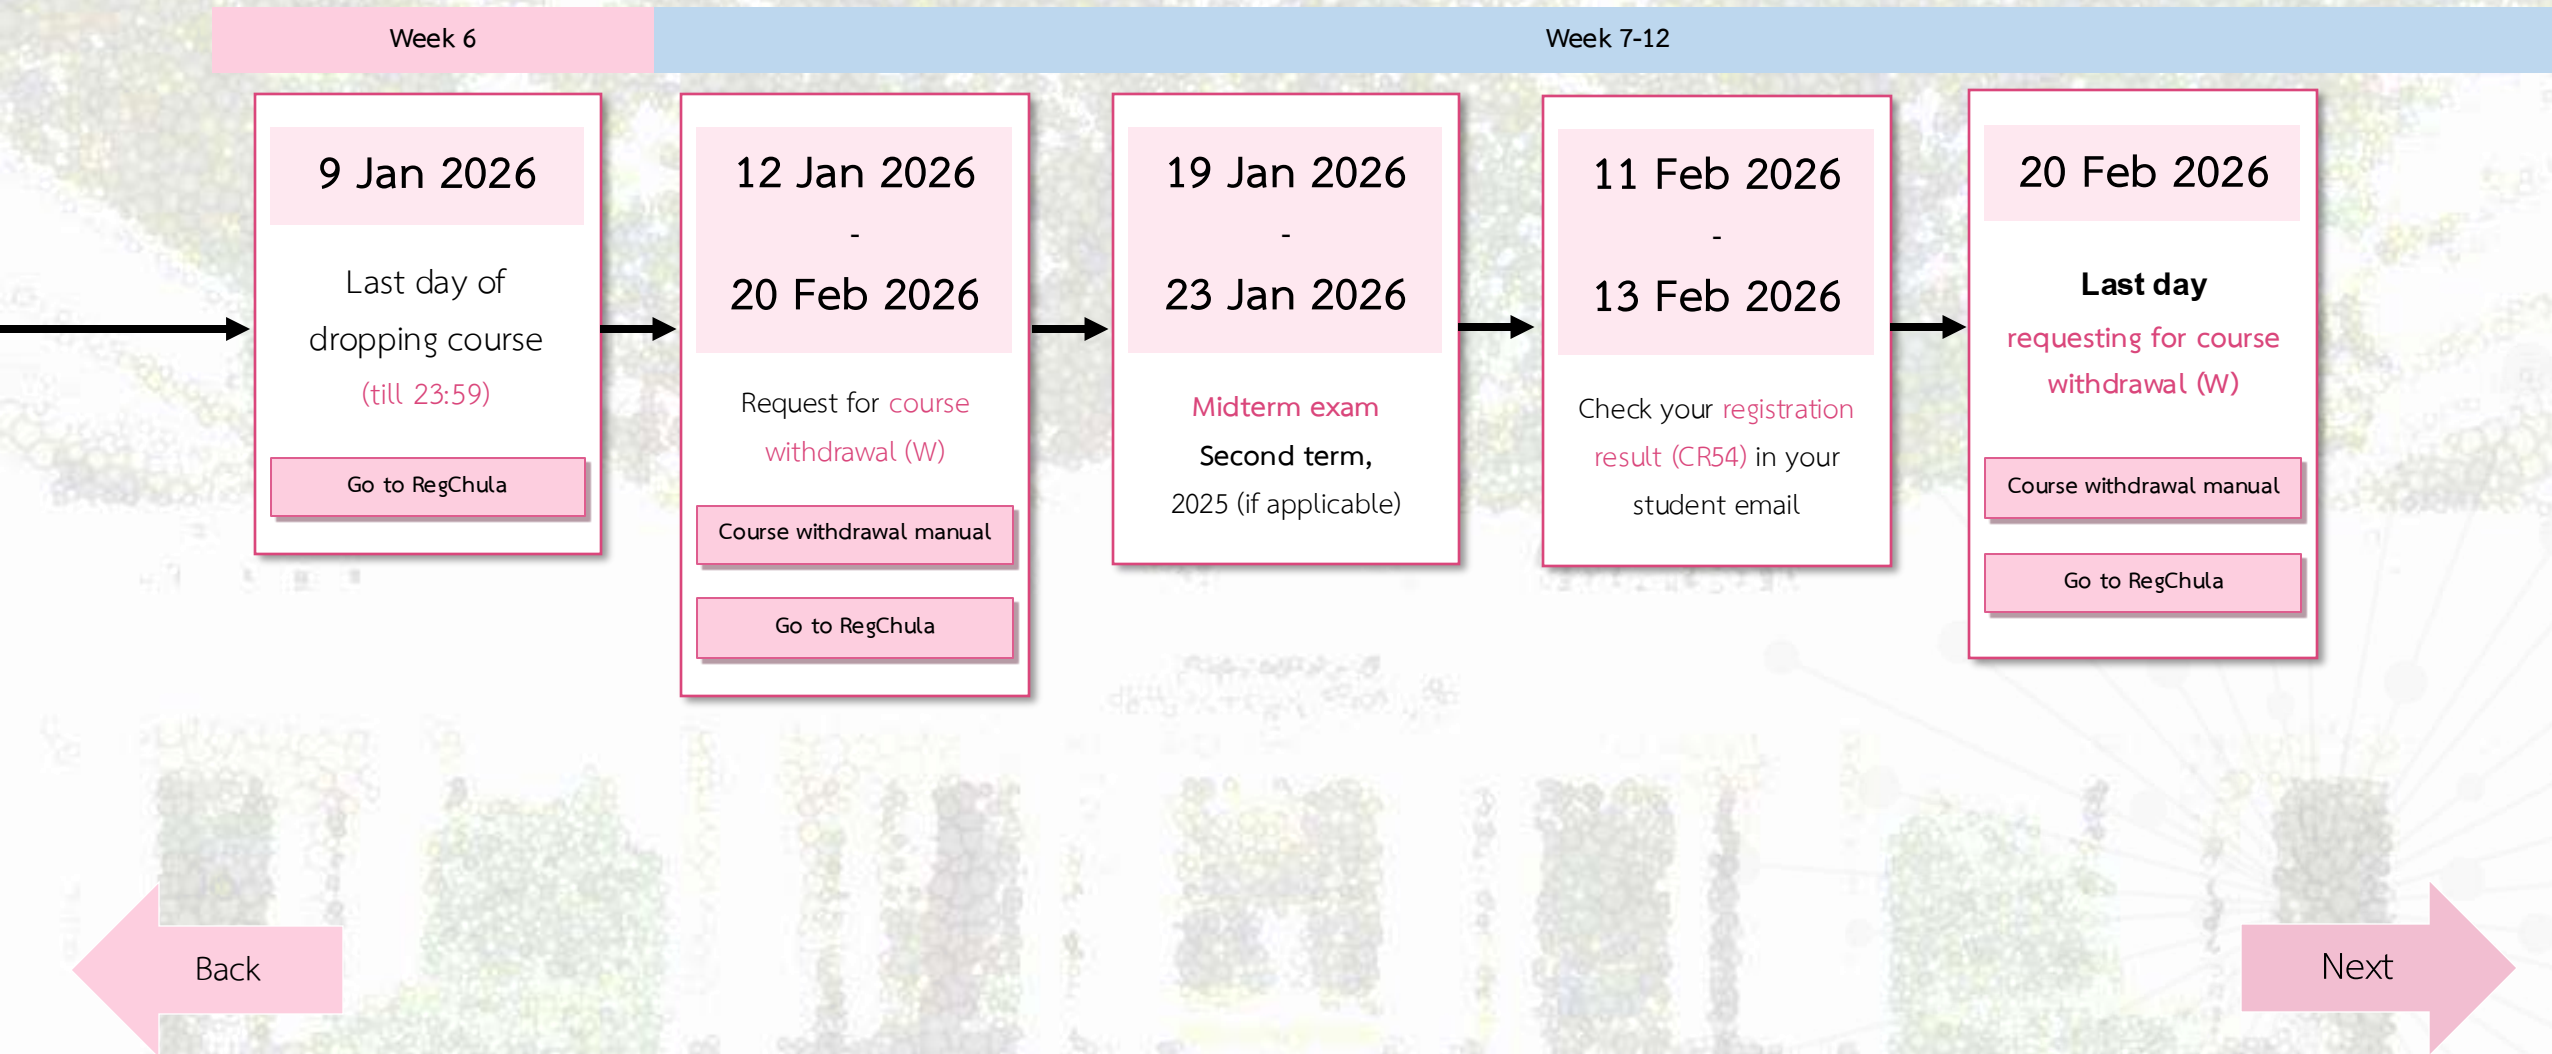 Week 6
Week 7-12
9 Jan 2026
Last day of
dropping course
(till 23:59)
Go to RegChula
12 Jan 2026
-
20 Feb 2026
Request for course
withdrawal (W)
Course withdrawal manual
Go to RegChula
19 Jan 2026
-
23 Jan 2026
Midterm exam
Second term,
2025 (if applicable)
11 Feb 2026
-
13 Feb 2026
Check your registration
result (CR54) in your
student email
20 Feb 2026
Last day
requesting for course
withdrawal (W)
Course withdrawal manual
Go to RegChula
Back
Next